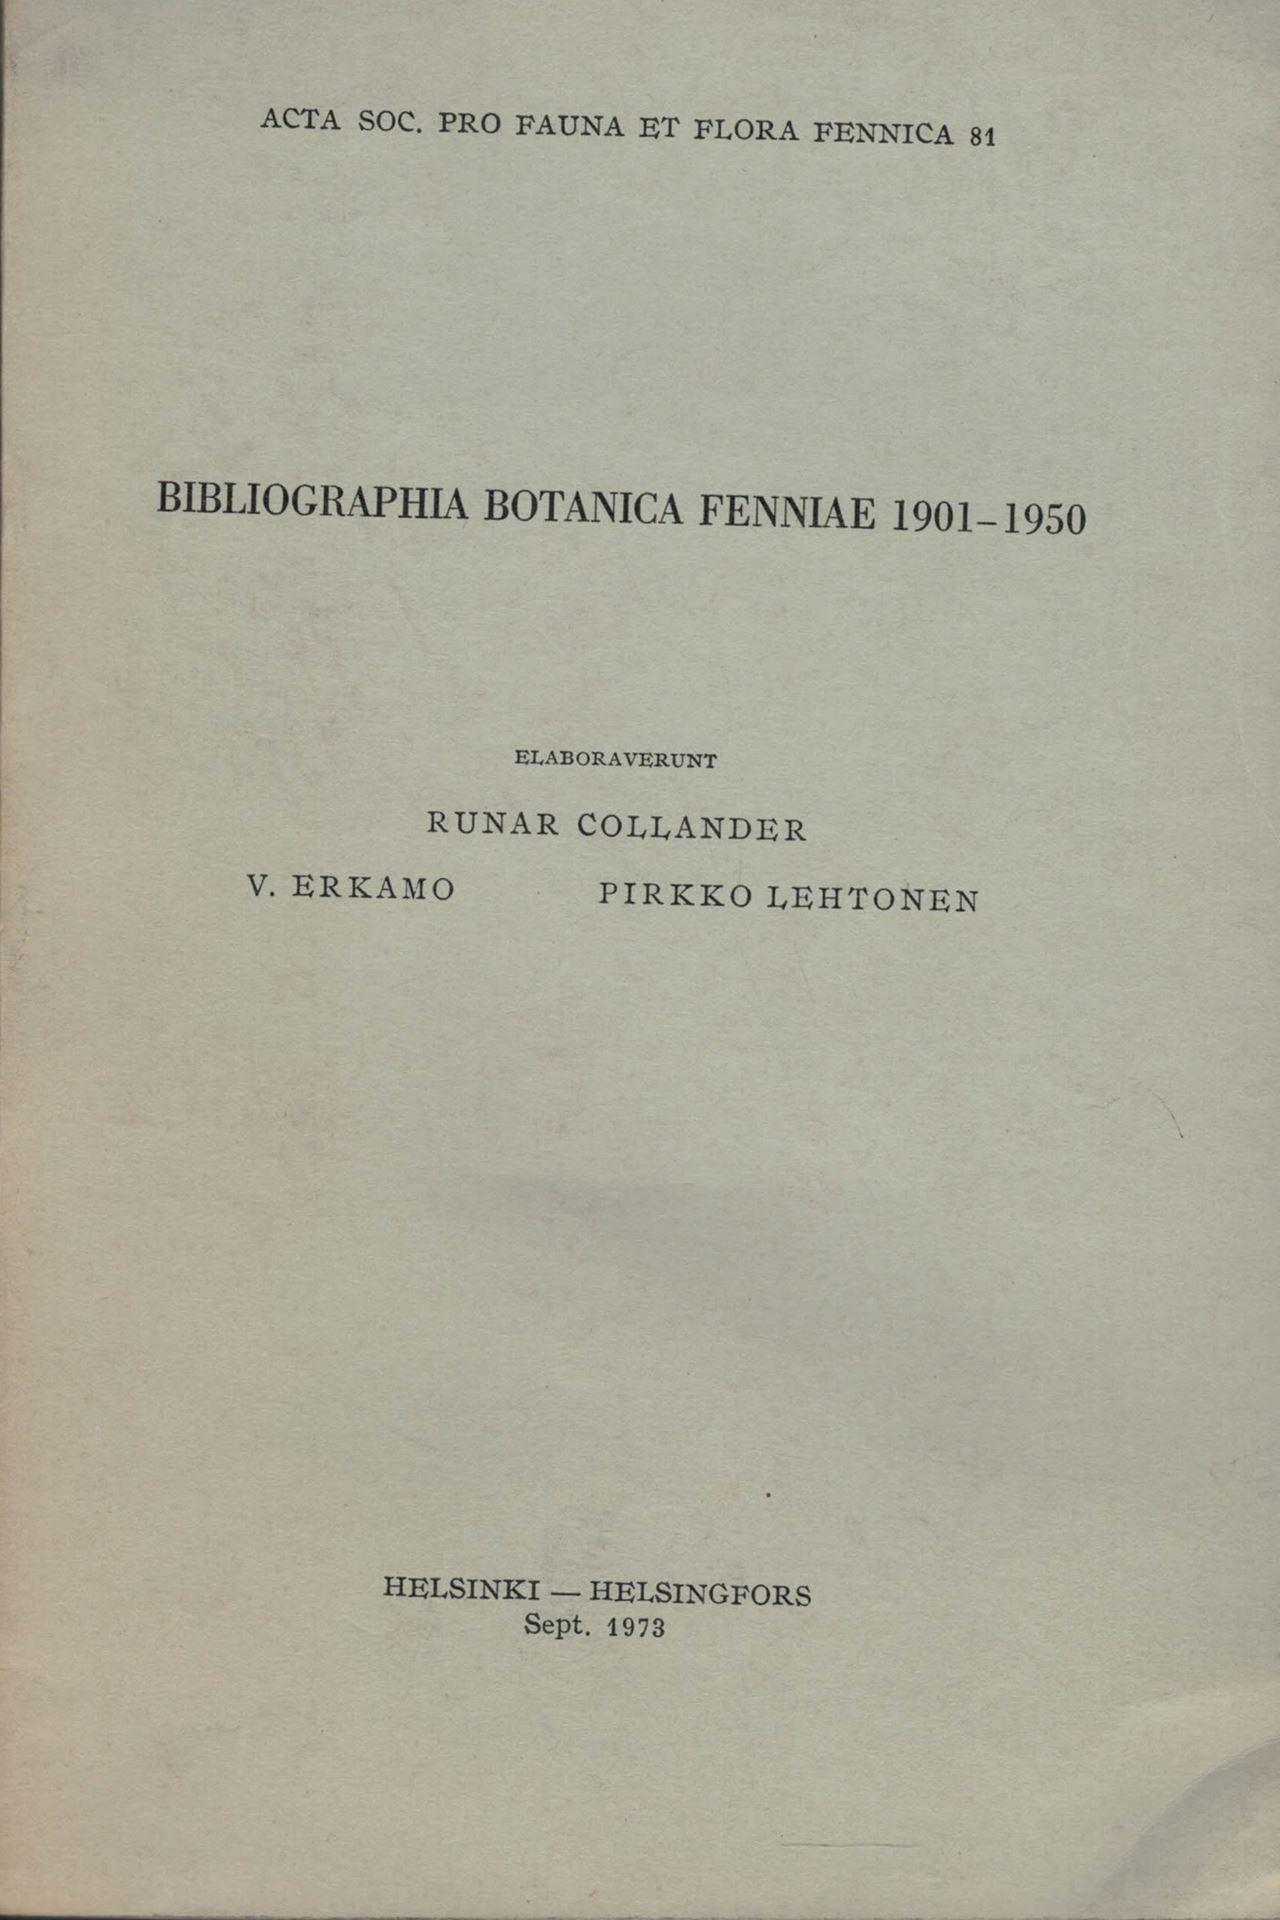 ACTA SOC. PRO FAUNA ET FLORA FENNICA 81
BIBLIOGRAPHIA BOTANICA FENNIAE 1901–1950
ELABORAVERUNT
RUNAR COLLANDER
V. ERKAMO PIRKKO LEHTONEN
HELSINKI — HELSINGFORS
Sept. 1973